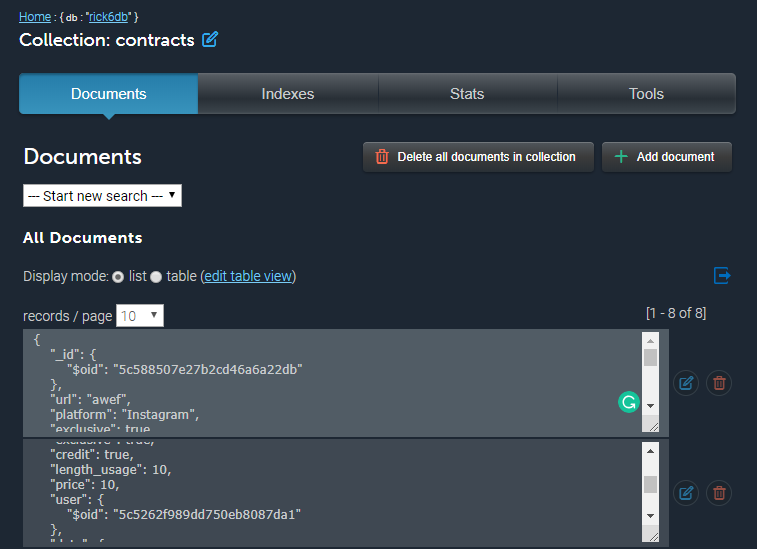 Home : { db : "rick6db" }
Collection: contracts
Documents Indexes Stats Tools
Documents
Delete all documents in collection
Add document
--- Start new search ---
All Documents
Display mode: list table (edit table view)
records / page 10
[1 - 8 of 8]
{
"_id": {
"$oid": "5c588507e27b2cd46a6a22db"
},
"url": "awef",
"platform": "Instagram",
"exclusive": true,
"exclusive": true,
"credit": true,
"length_usage": 10,
"price": 10,
"user": {
"$oid": "5c5262f989dd750eb8087da1"
},